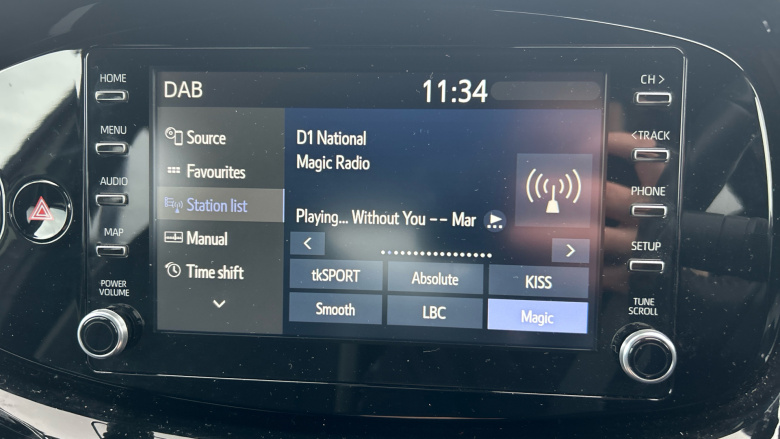 HOME
MENU
AUDIO
MAP
POWER
VOLUME
DAB
11:34
Source
Favourites
Station list
Manual
Time shift
D1 National
Magic Radio
Playing... Without You -- Mar
<
>
tkSPORT
Absolute
KISS
Smooth
LBC
Magic
CH >
<TRACK
PHONE
SETUP
TUNE
SCROLL